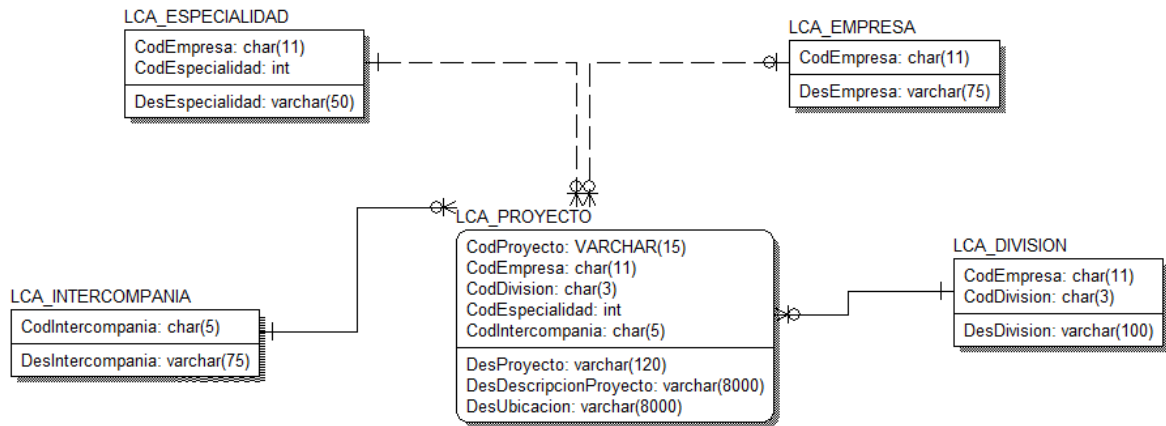 LCA_ESPECIALIDAD
CodEmpresa: char(11)
CodEspecialidad: int
DesEspecialidad: varchar(50)
LCA_EMPRESA
CodEmpresa: char(11)
DesEmpresa: varchar(75)
LCA_PROYECTO
CodProyecto: VARCHAR(15)
CodEmpresa: char(11)
CodDivision: char(3)
CodEspecialidad: int
CodIntercompania: char(5)
DesProyecto: varchar(120)
DesDescripcionProyecto: varchar(8000)
DesUbicacion: varchar(8000)
LCA_INTERCOMPANIA
CodIntercompania: char(5)
DesIntercompania: varchar(75)
LCA_DIVISION
CodEmpresa: char(11)
CodDivision: char(3)
DesDivision: varchar(100)